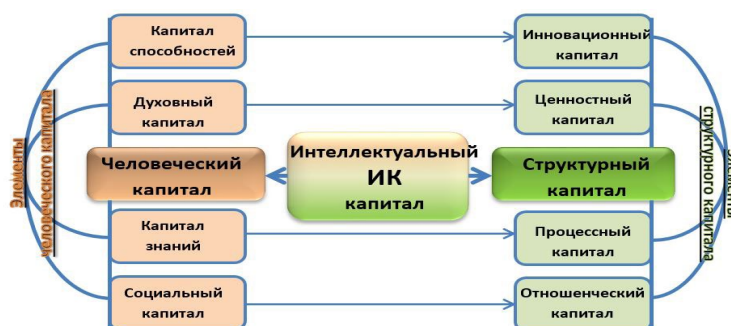 Капитал
способностей
Инновационный
капитал
Духовный
капитал
Ценностный
капитал
Элементы
человеческого капитала
Человеческий
капитал
Интеллектуальный
ИК
капитал
Структурный
капитал
структурного капитала
Капитал
знаний
Процессный
капитал
Социальный
капитал
Отношенческий
капитал